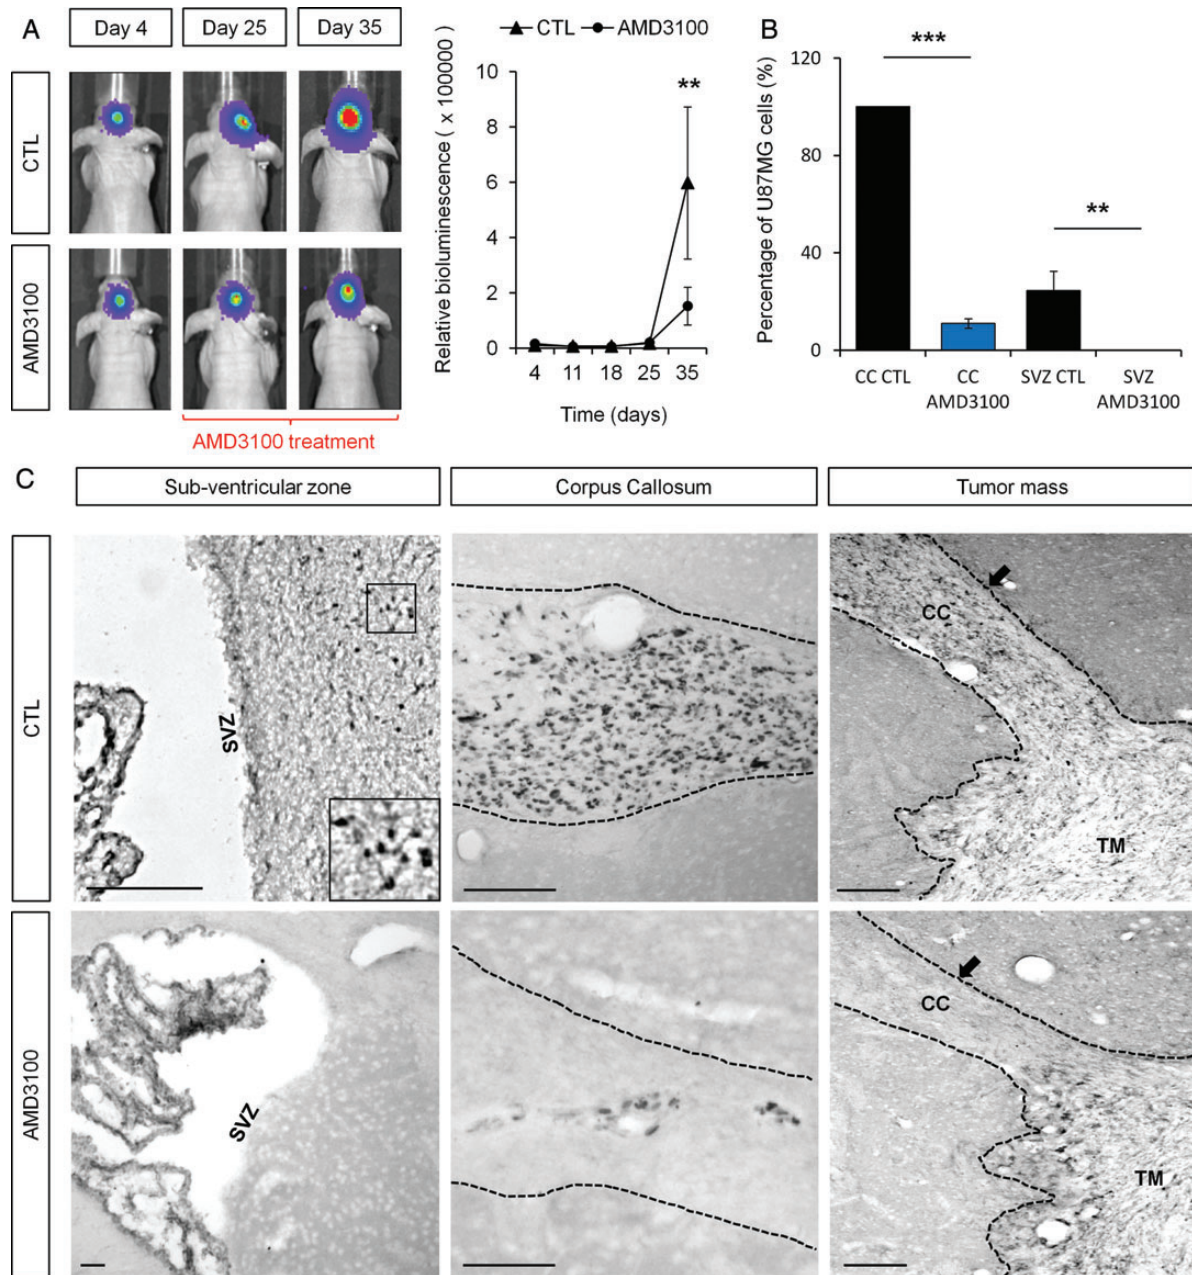 A
Day 4
Day 25
Day 35
CTL
AMD3100
AMD3100 treatment
CTL
AMD3100
Relative bioluminescence ( x 100000)
10
8
6
4
2
0
**
4
11
18
25
35
Time (days)
B
Percentage of U87MG cells (%)
120
80
40
0
***
**
CC CTL
CC
AMD3100
SVZ CTL
SVZ
AMD3100
C
Sub-ventricular zone
Corpus Callosum
Tumor mass
CTL
SVZ
CC
TM
AMD3100
SVZ
CC
TM